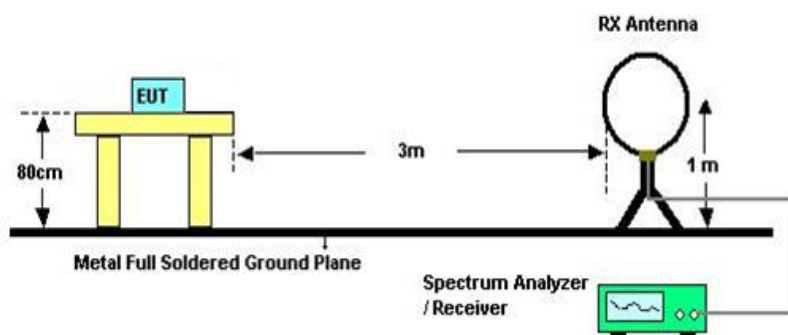 RX Antenna
EUT
80cm
3m
1 m
Metal Full Soldered Ground Plane
Spectrum Analyzer
/ Receiver